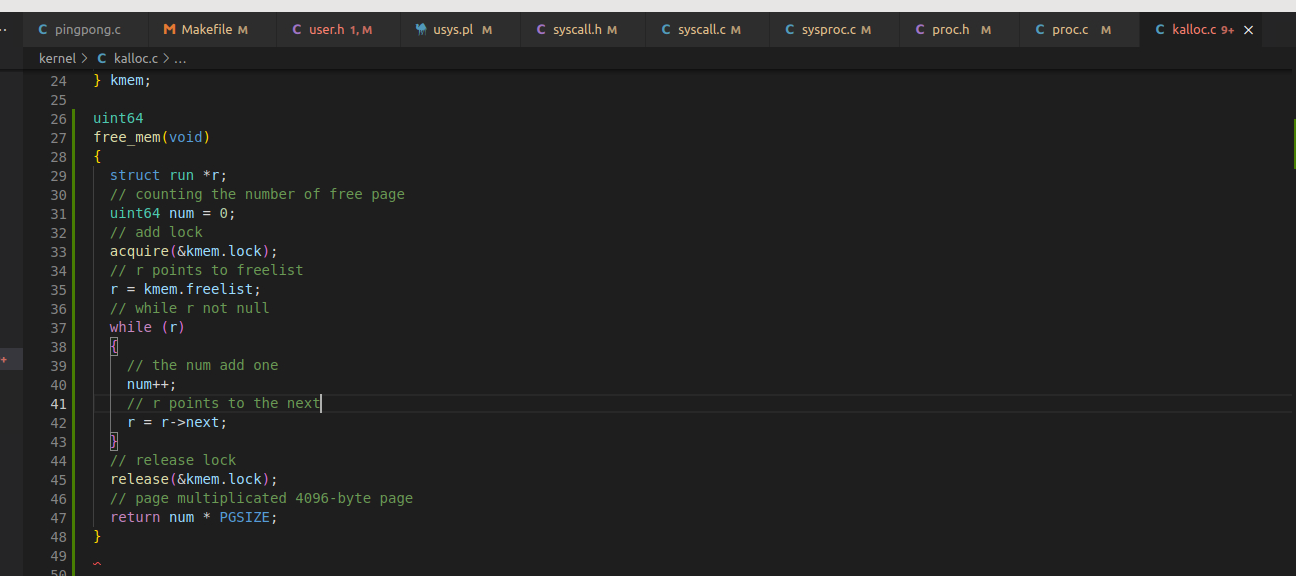 pingpong.c Makefile M user.h 1, M usys.pl M syscall.h M syscall.c M sysproc.c M proc.h M proc.c M kalloc.c 9+
kernel > C kalloc.c > ...
24 } kmem;
25
26 uint64
27 free_mem(void)
28 {
29 struct run *r;
30 // counting the number of free page
31 uint64 num = 0;
32 // add lock
33 acquire(&kmem.lock);
34 // r points to freelist
35 r = kmem.freelist;
36 // while r not null
37 while (r)
38 {
39 // the num add one
40 num++;
41 // r points to the next
42 r = r->next;
43 }
44 // release lock
45 release(&kmem.lock);
46 // page multiplicated 4096-byte page
47 return num * PGSIZE;
48 }
49
50